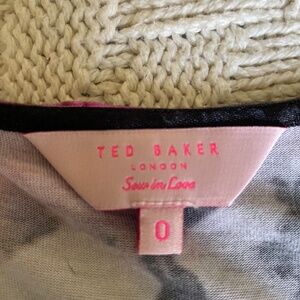 TED BAKER
LONDON
Sew in Love
0